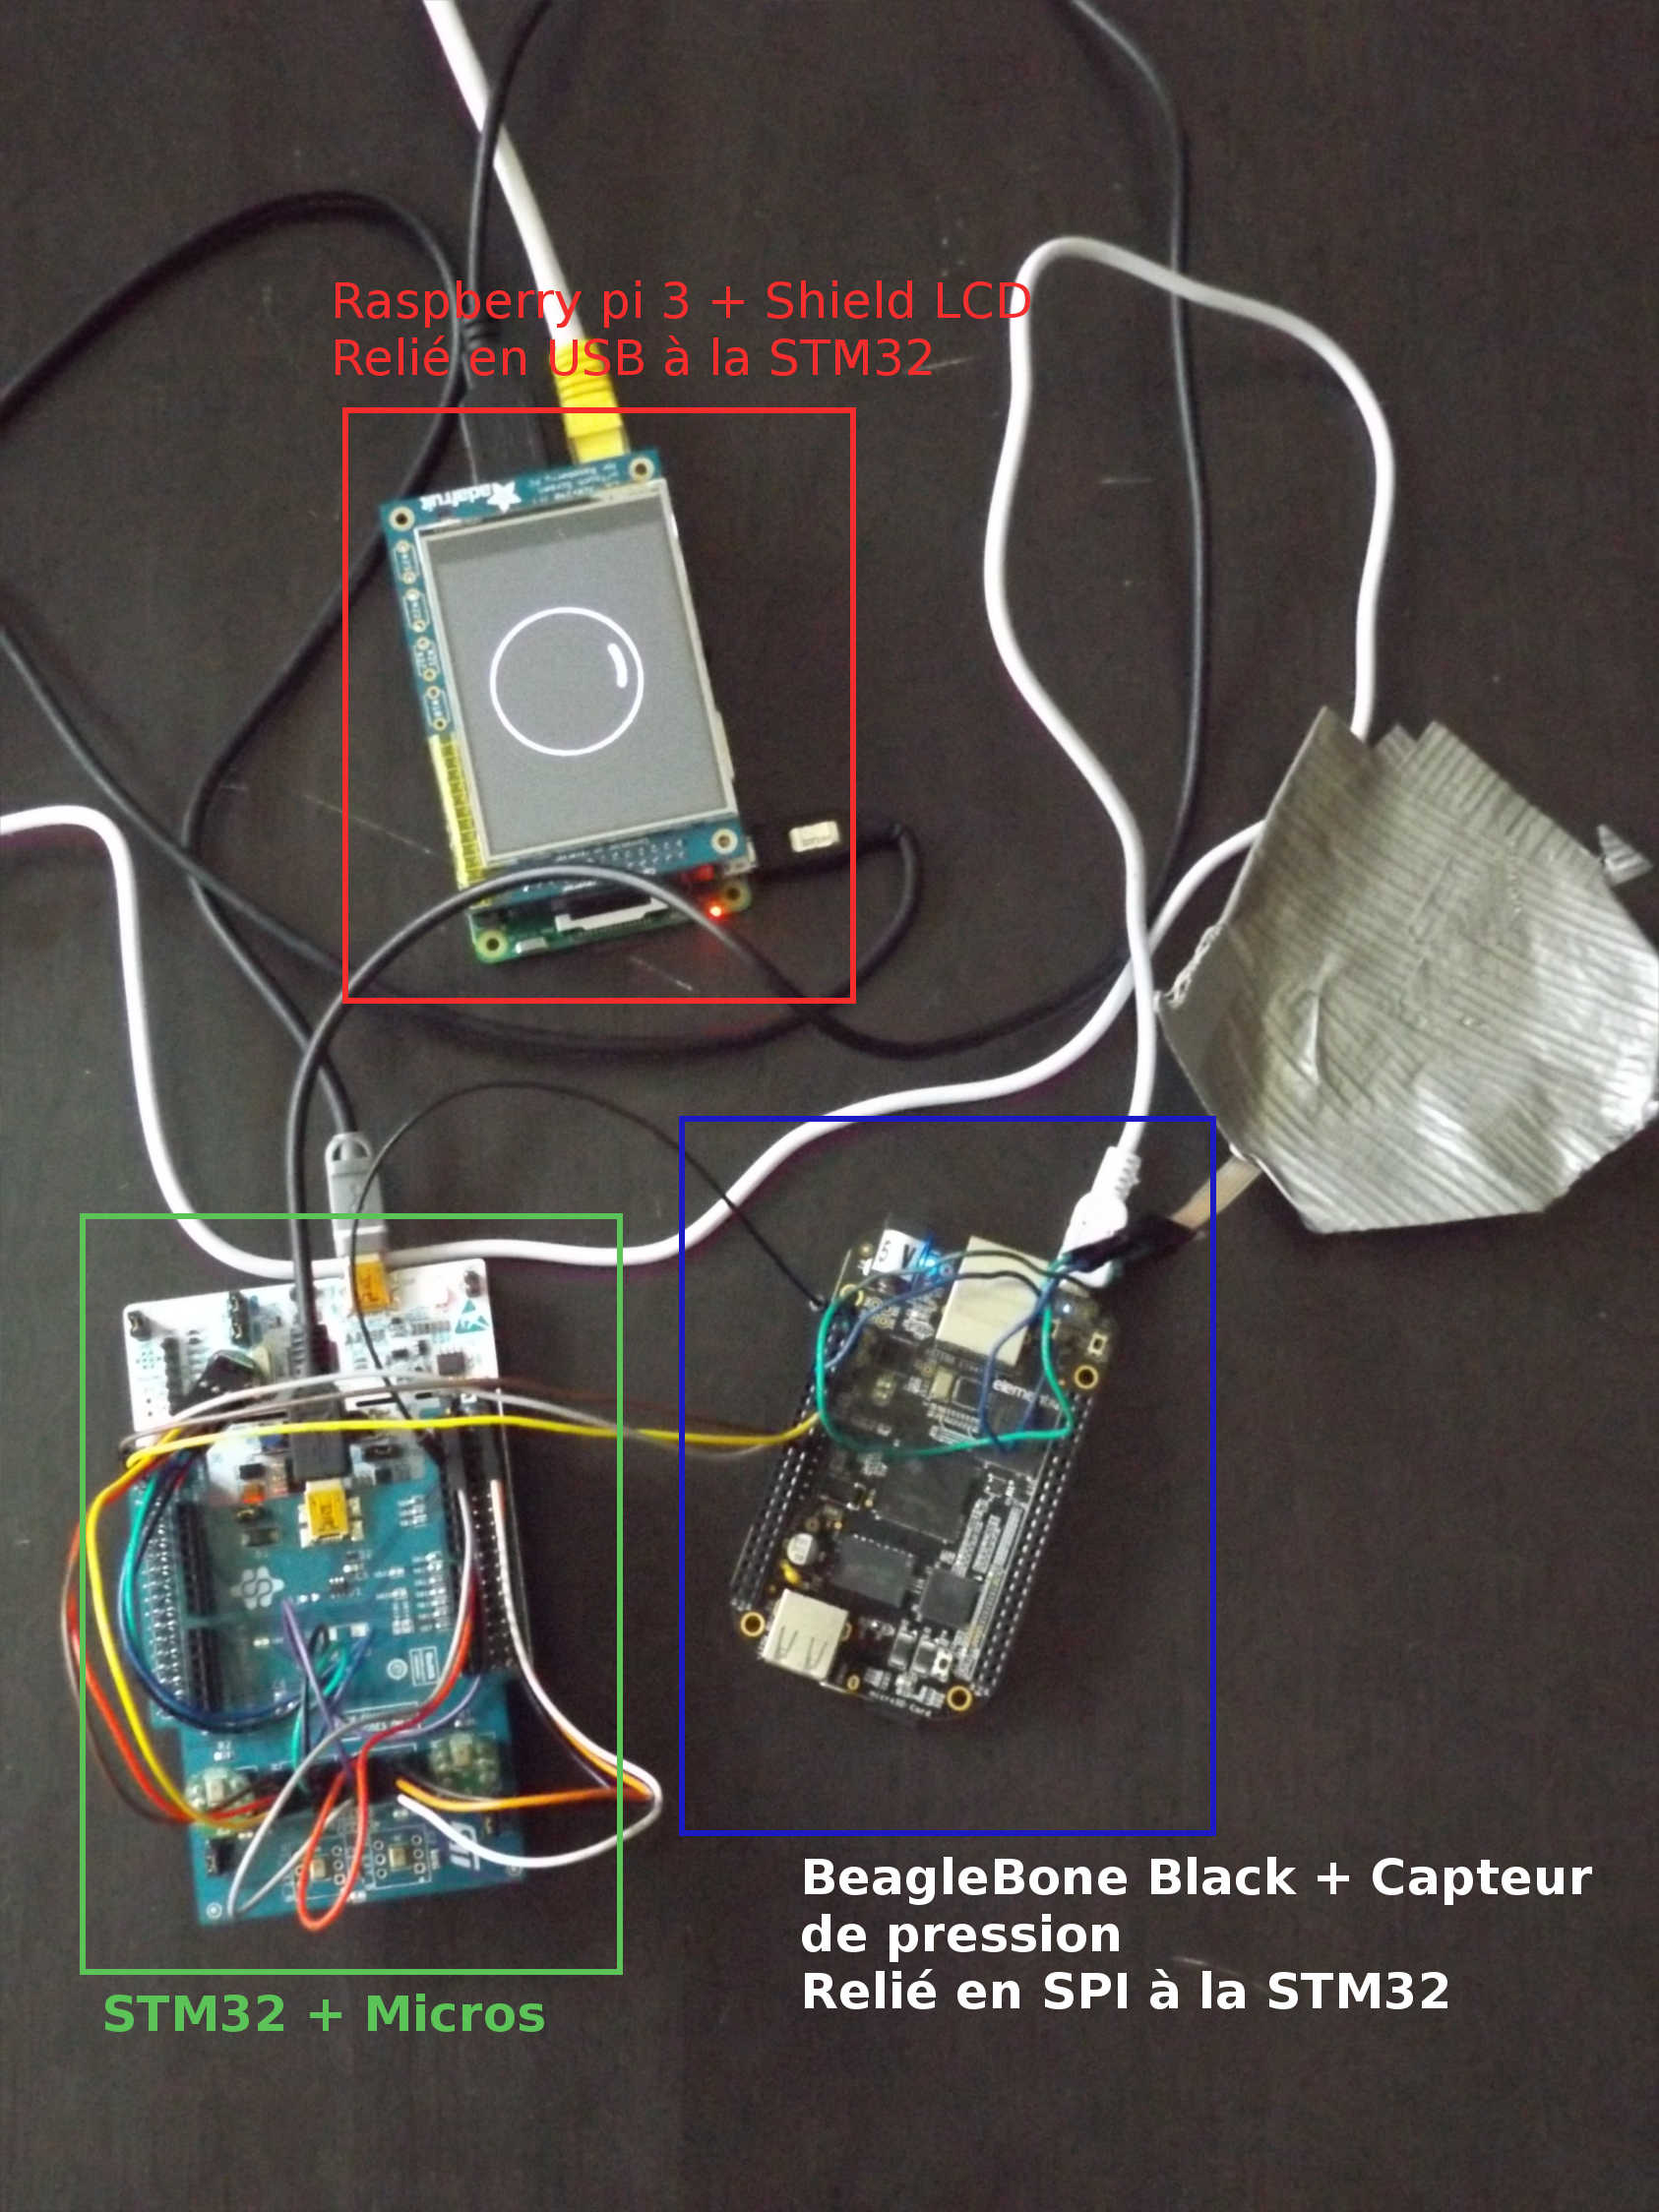 Raspberry pi 3 + Shield LCD
Relié en USB à la STM32
adafruit
BeagleBone Black + Capteur
de pression
Relié en SPI à la STM32
STM32 + Micros